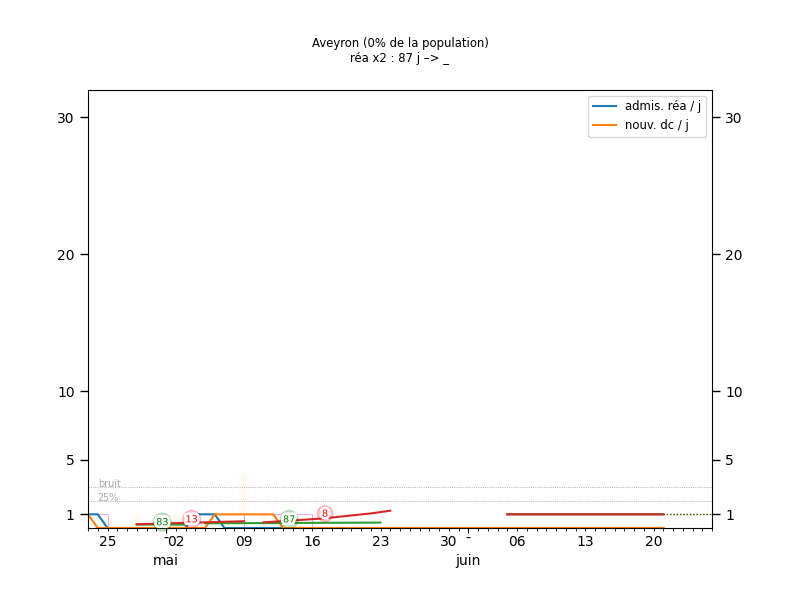 Aveyron (0% de la population)
réa x2 : 87 j –> _
admis. réa / j
nouv. dc / j
30 30
20 20
10 10
5 5
bruit
25%
1 83 13 87 8 1
25 02 09 16 23 30 06 13 20
mai juin